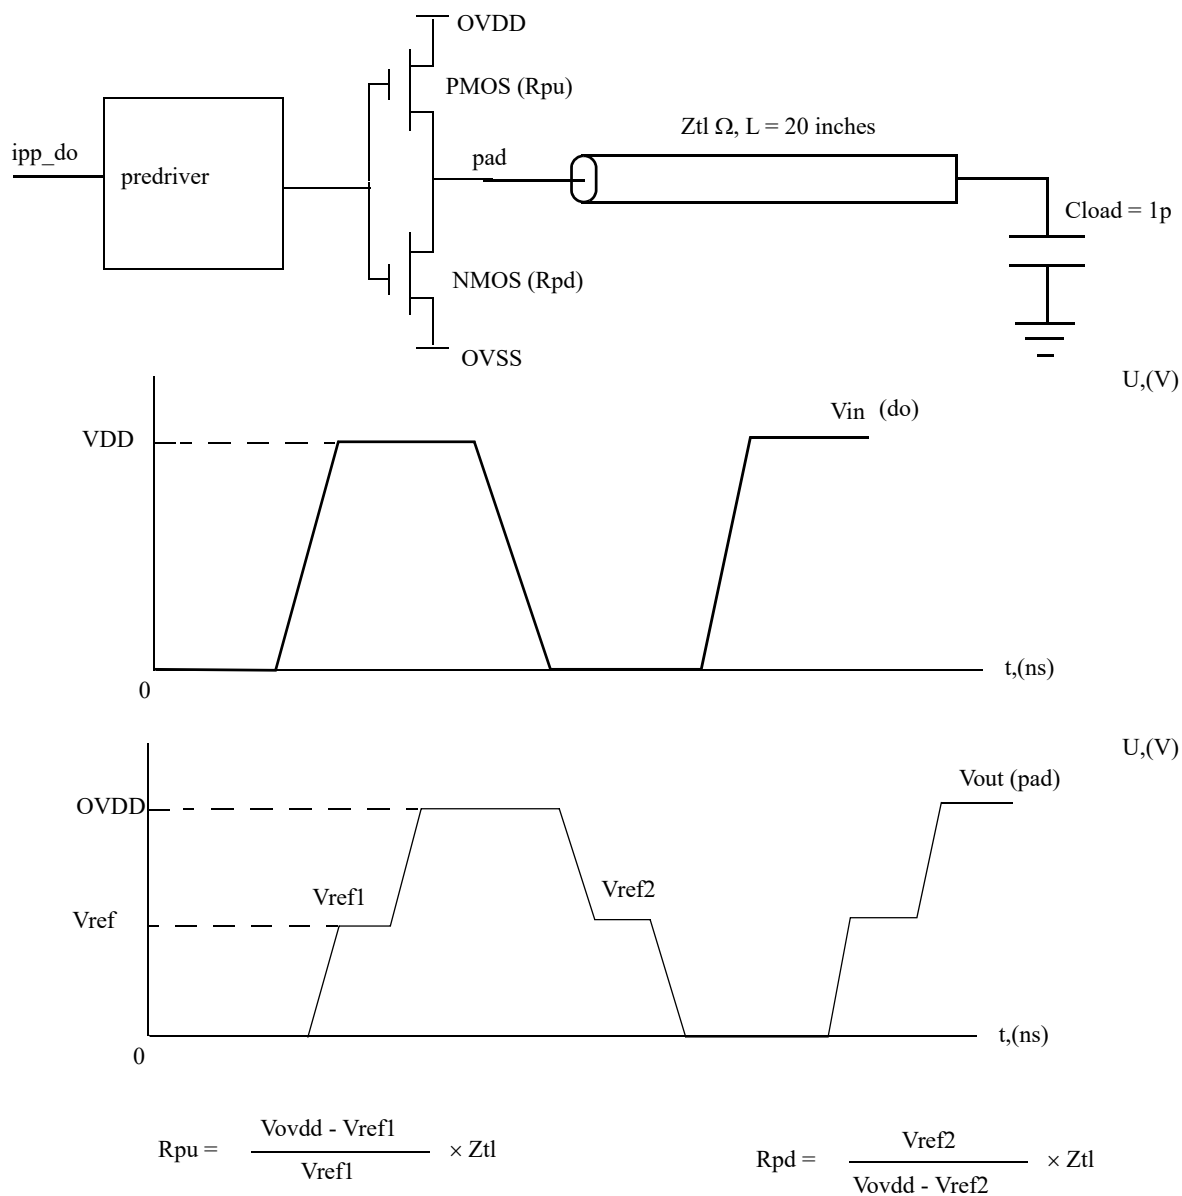 OVDD
PMOS (Rpu)
Ztl Ω, L = 20 inches
ipp_do
predriver
pad
Cload = 1p
NMOS (Rpd)
OVSS
U,(V)
VDD
Vin (do)
t,(ns)
0
U,(V)
OVDD
Vout (pad)
Vref1
Vref2
Vref
t,(ns)
0
Rpu = Vovdd - Vref1 × Ztl
Vref1
Rpd = Vref2 × Ztl
Vovdd - Vref2